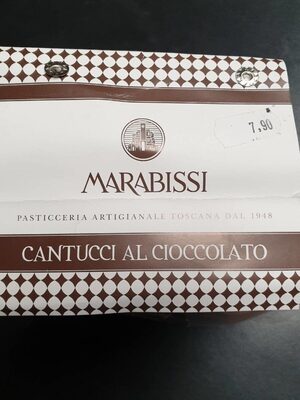 7,90
MARABISSI
PASTICCERIA ARTIGIANALE TOSCANA DAL 1948
CANTUCCI AL CIOCCOLATO